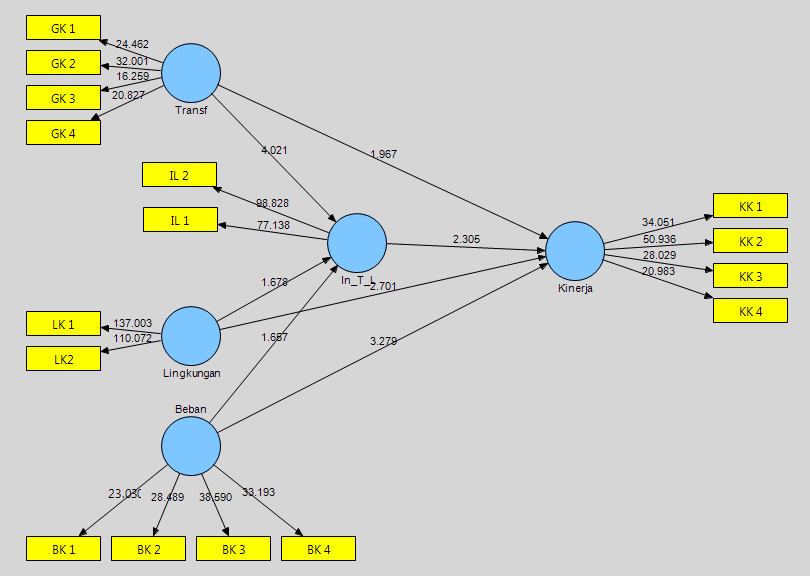 GK 1
GK 2
GK 3
GK 4
24.462
32.001
16.259
20.827
Transf
4.021
1.967
IL 2
IL 1
98.828
77.138
In_T_L
2.305
Kinerja
34.051
50.936
28.029
20.983
KK 1
KK 2
KK 3
KK 4
1.678
2.701
LK 1
LK2
137.003
110.072
Lingkungan
1.657
3.279
Beban
28.489
38.590
33.193
BK 1
BK 2
BK 3
BK 4